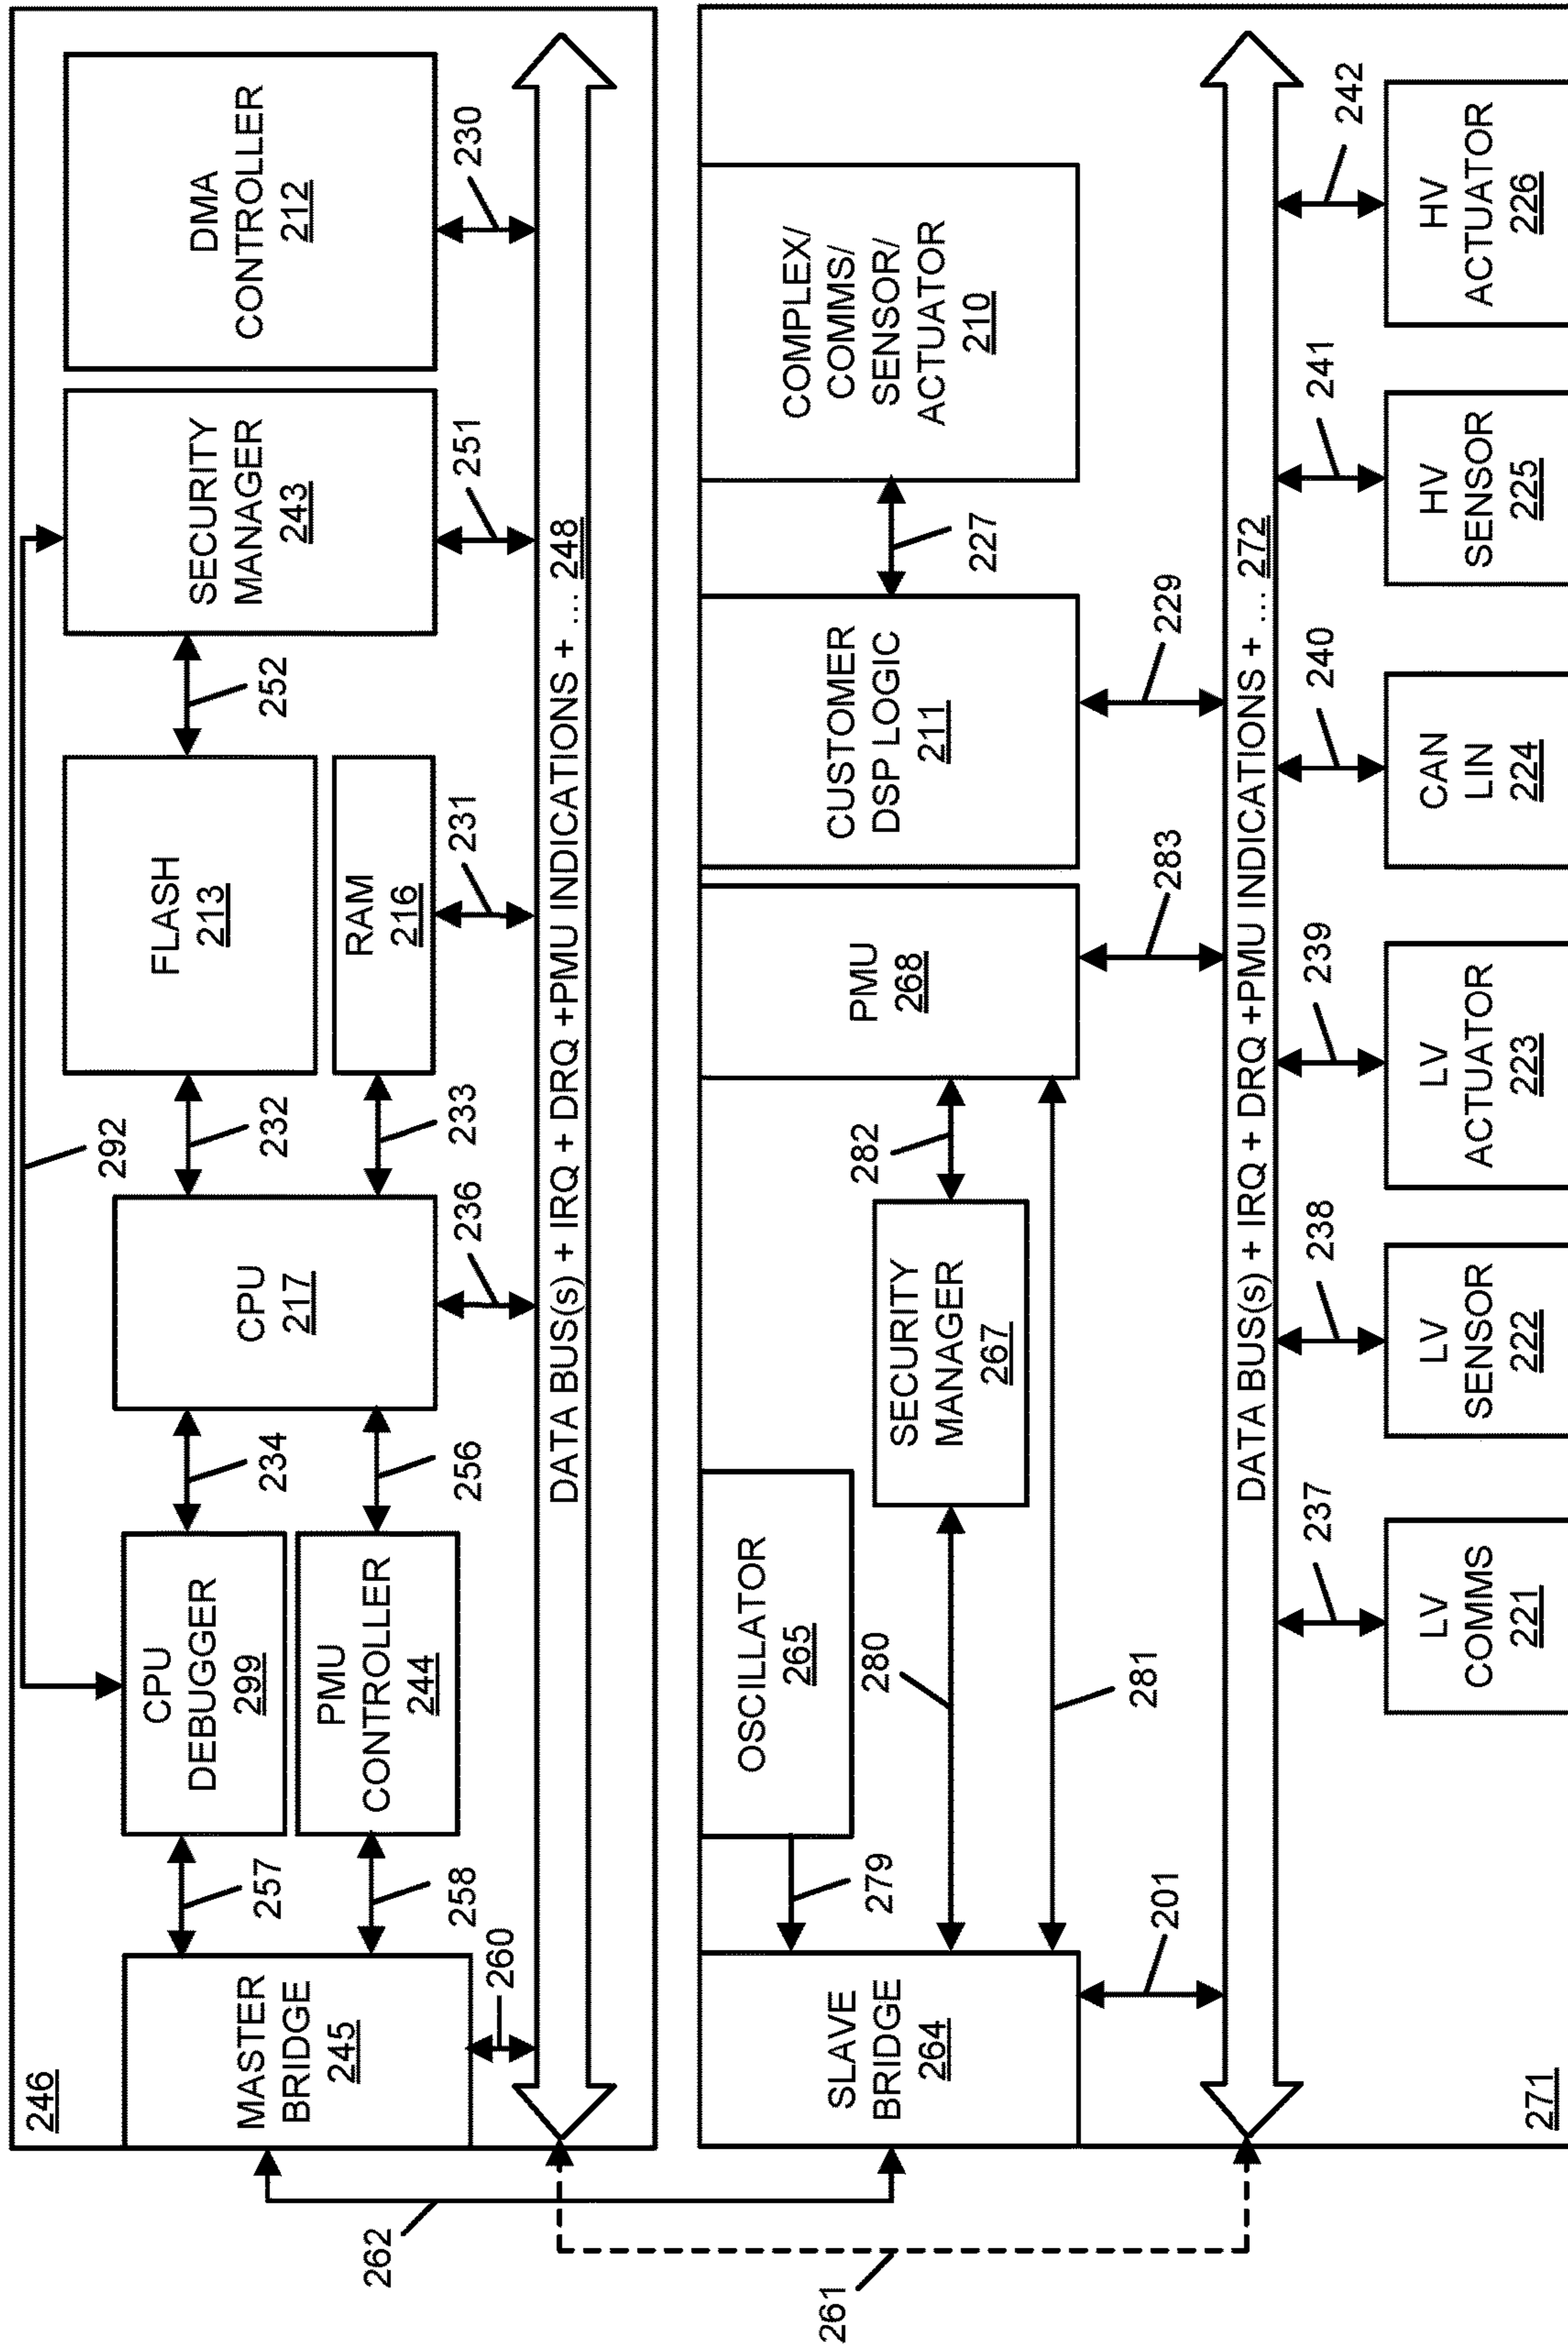 246
MASTER
BRIDGE
245
CPU
DEBUGGER
299
PMU
CONTROLLER
244
CPU
217
FLASH
213
RAM
216
SECURITY
MANAGER
243
DMA
CONTROLLER
212
292
257
258
260
234
256
236
232
233
231
252
251
230
DATA BUS(s) + IRQ + DRQ +PMU INDICATIONS + ... 248
262
261
SLAVE
BRIDGE
264
OSCILLATOR
265
SECURITY
MANAGER
267
PMU
268
CUSTOMER
DSP LOGIC
211
COMPLEX/
COMMS/
SENSOR/
ACTUATOR
210
279
280
281
282
283
227
229
201
DATA BUS(s) + IRQ + DRQ +PMU INDICATIONS + ... 272
237
238
239
240
241
242
LV
COMMS
221
LV
SENSOR
222
LV
ACTUATOR
223
CAN
LIN
224
HV
SENSOR
225
HV
ACTUATOR
226
271